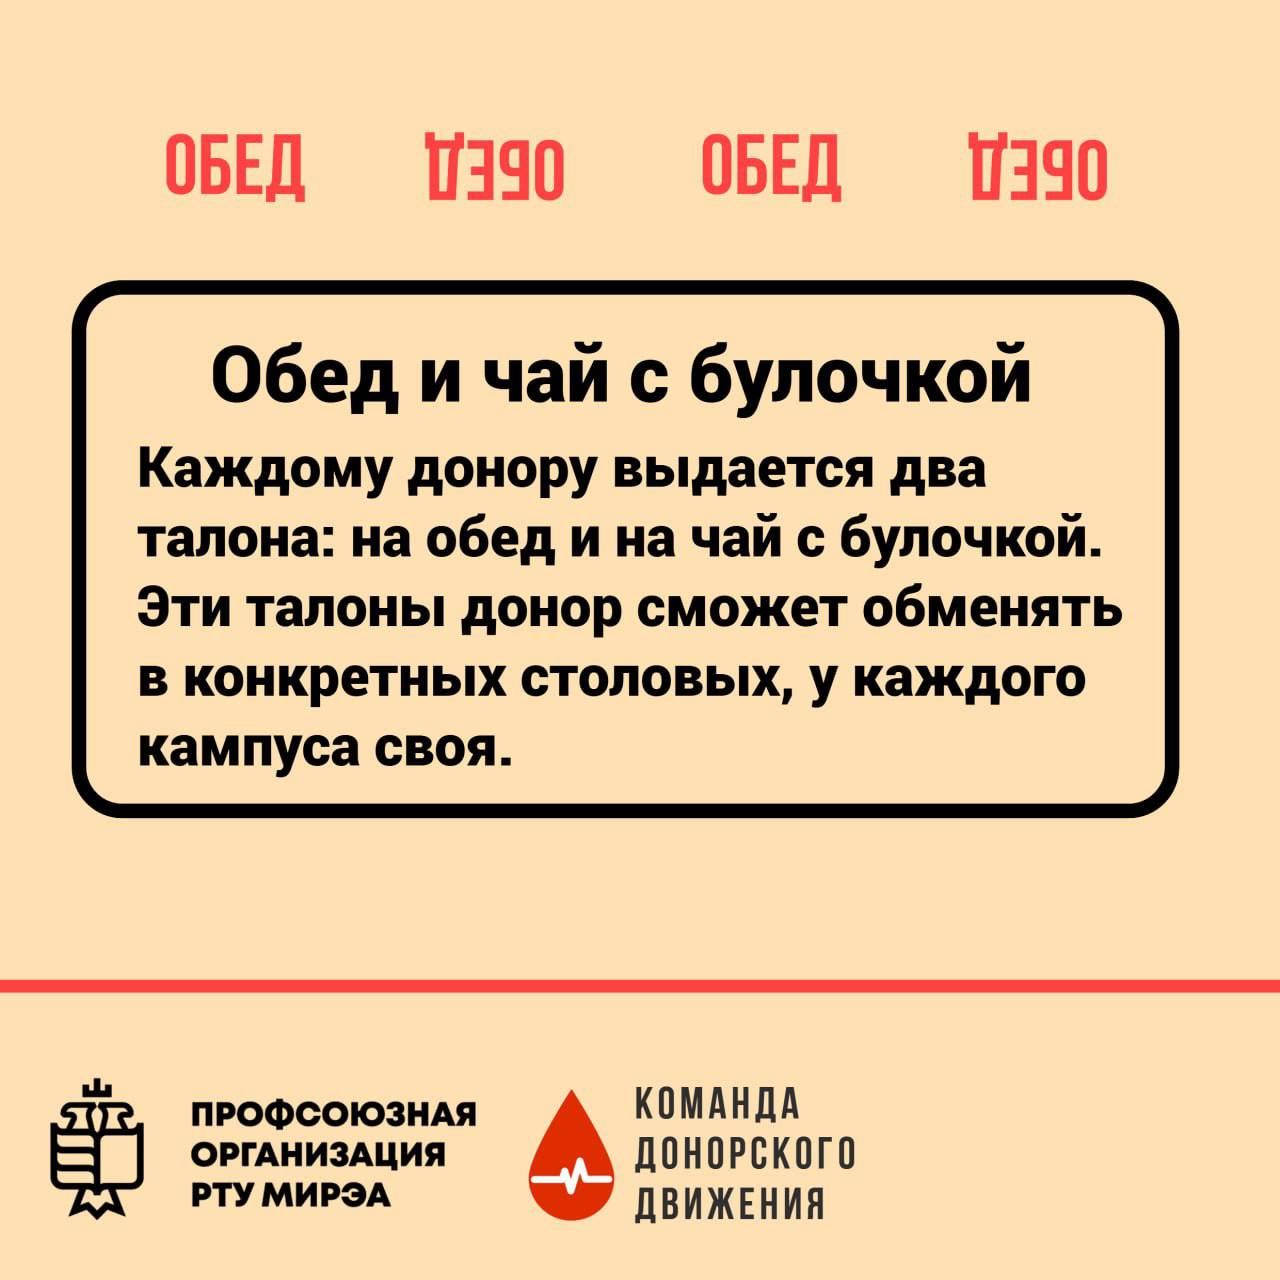 ОБЕД ОБЕД ОБЕД ОБЕД
Обед и чай с булочкой
Каждому донору выдается два
талона: на обед и на чай с булочкой.
Эти талоны донор сможет обменять
в конкретных столовых, у каждого
кампуса своя.
ПРОФСОЮЗНАЯ
ОРГАНИЗАЦИЯ
РТУ МИРЭА
КОМАНДА
ДОНОРСКОГО
ДВИЖЕНИЯ